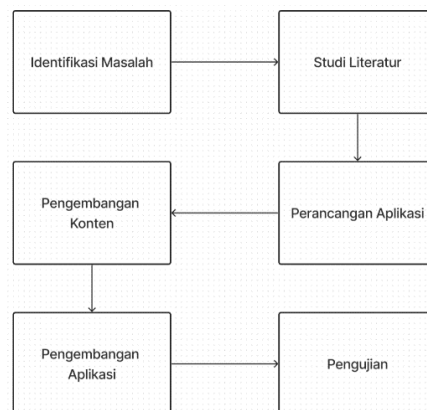 Identifikasi Masalah
Studi Literatur
Perancangan Aplikasi
Pengembangan
Konten
Pengembangan
Aplikasi
Pengujian